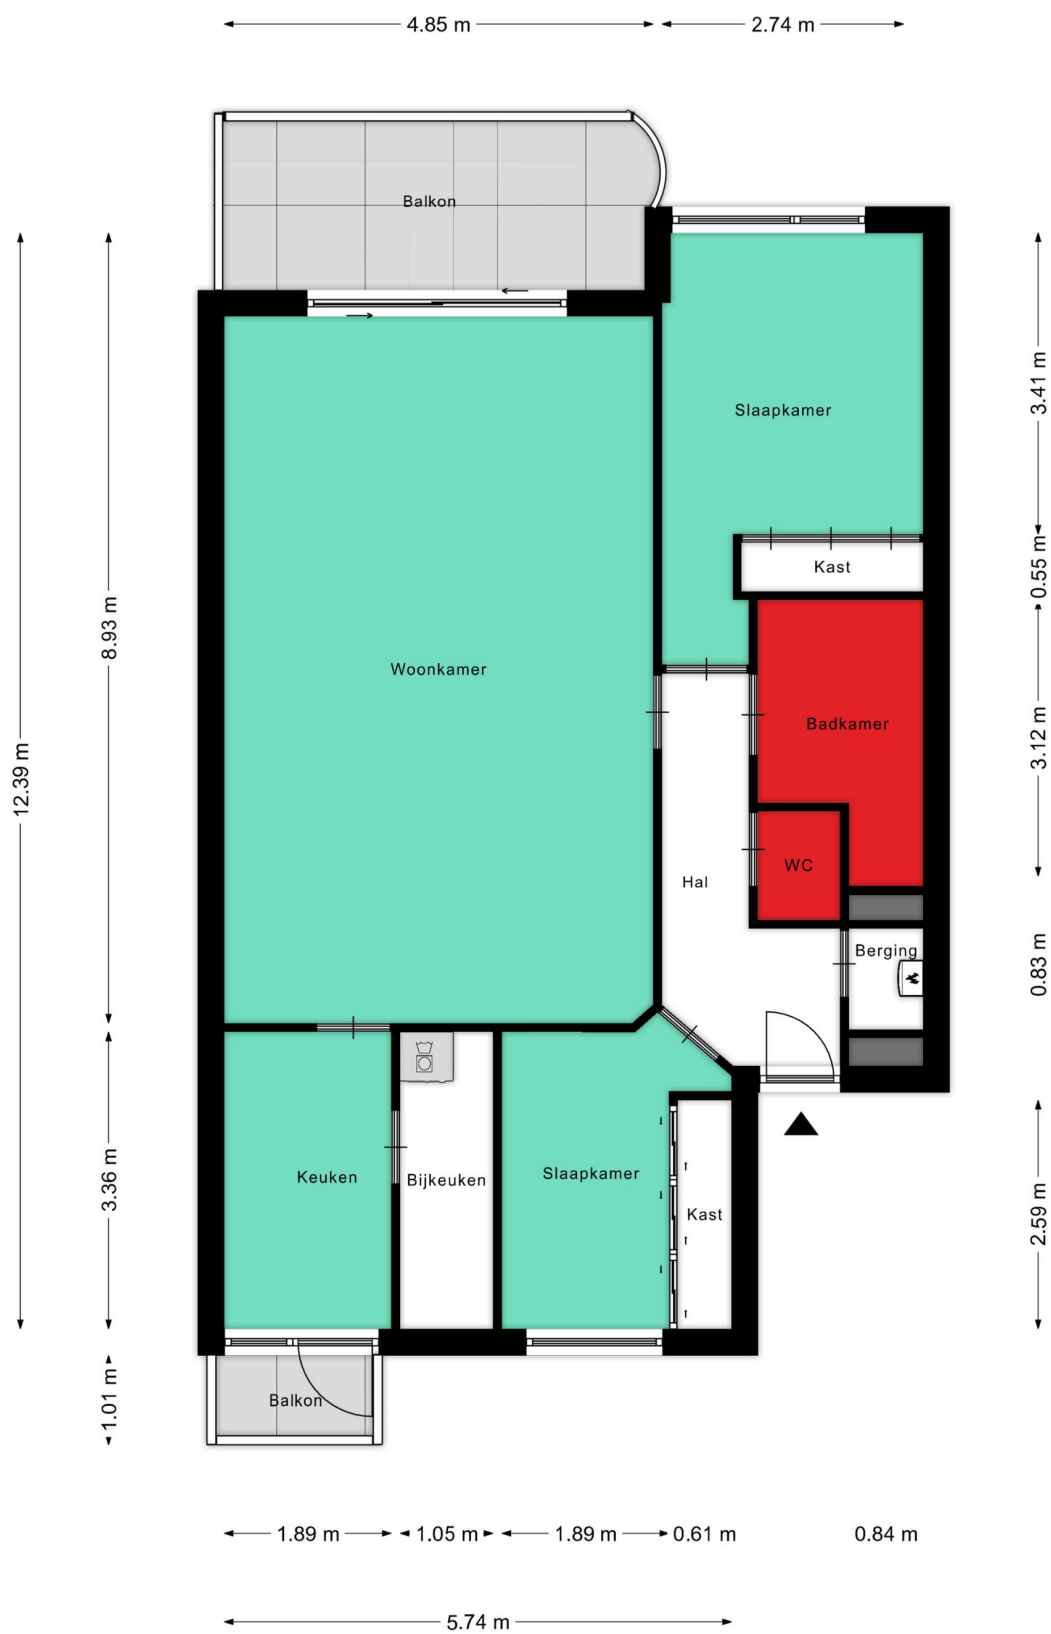 4.85 m
2.74 m
Balkon
3.41 m
Slaapkamer
0.55 m
Kast
8.93 m
Woonkamer
Badkamer
3.12 m
12.39 m
WC
Hal
Berging
0.83 m
3.36 m
Keuken
Bijkeuken
Slaapkamer
Kast
2.59 m
1.01 m
Balkon
1.89 m
1.05 m
1.89 m
0.61 m
0.84 m
5.74 m